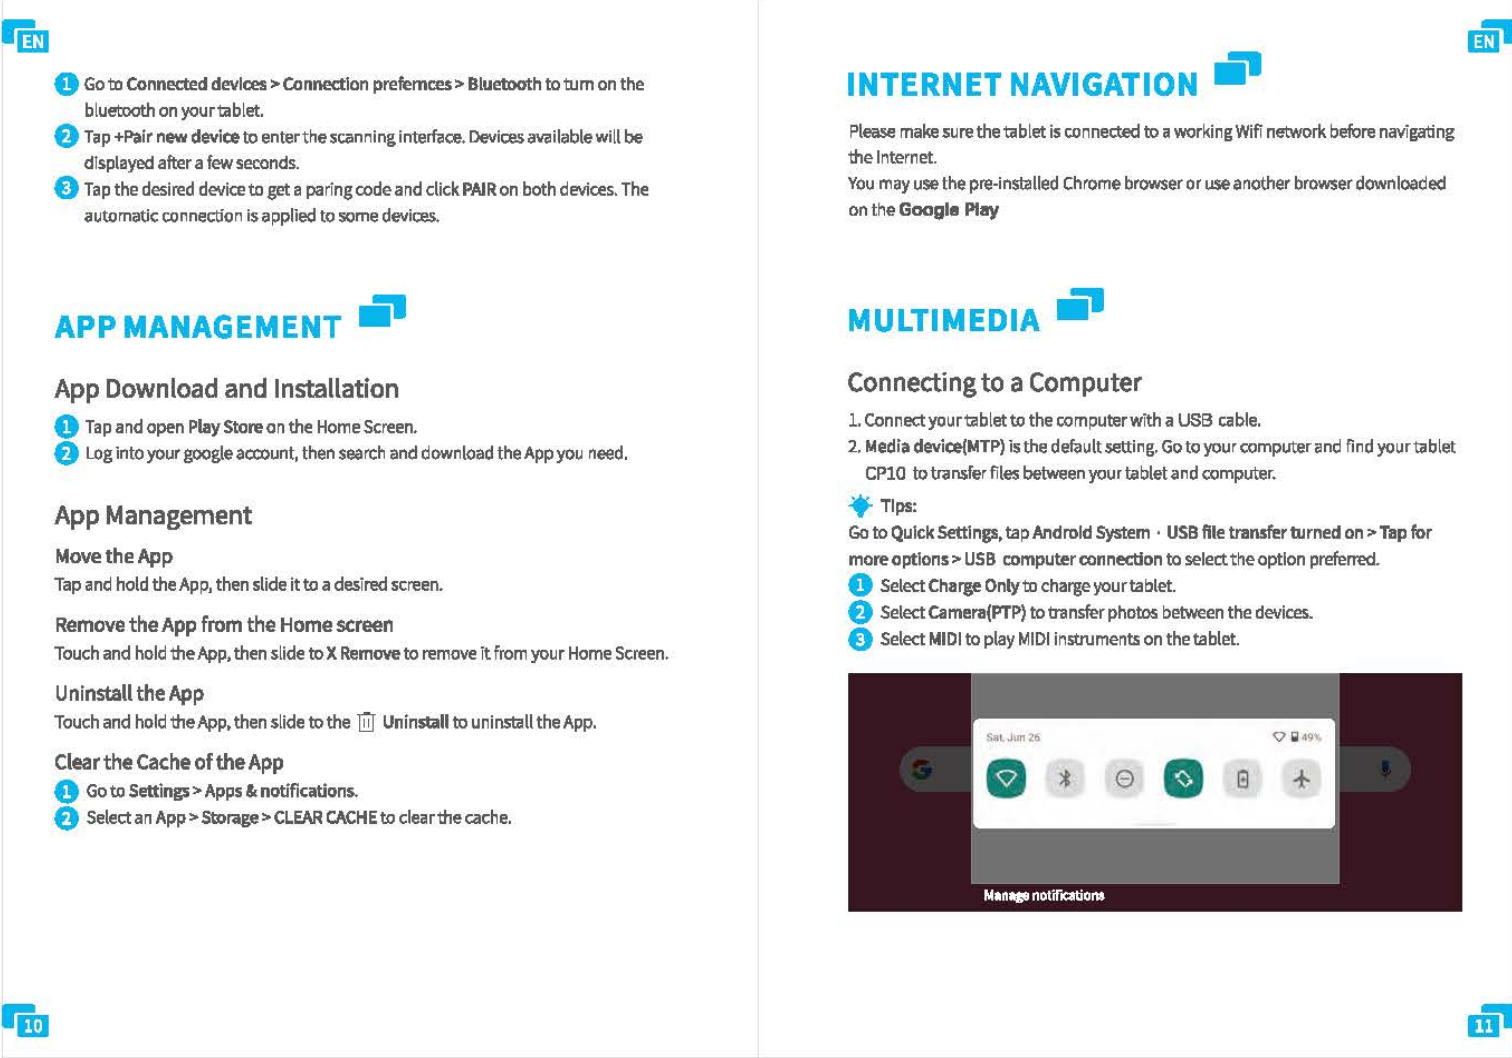 EN
1 Go to Connected devices > Connection prefernces > Bluetooth to turn on the
bluetooth on your tablet.
2 Tap +Pair new device to enter the scanning interface. Devices available will be
displayed after a few seconds.
3 Tap the desired device to get a paring code and click PAIR on both devices. The
automatic connection is applied to some devices.
APP MANAGEMENT
App Download and Installation
1 Tap and open Play Store on the Home Screen.
2 Log into your google account, then search and download the App you need.
App Management
Move the App
Tap and hold the App, then slide it to a desired screen.
Remove the App from the Home screen
Touch and hold the App, then slide to X Remove to remove it from your Home Screen.
Uninstall the App
Touch and hold the App, then slide to the Uninstall to uninstall the App.
Clear the Cache of the App
1 Go to Settings > Apps & notifications.
2 Select an App > Storage > CLEAR CACHE to clear the cache.
10
EN
INTERNET NAVIGATION
Please make sure the tablet is connected to a working Wifi network before navigating
the Internet.
You may use the pre-installed Chrome browser or use another browser downloaded
on the Google Play
MULTIMEDIA
Connecting to a Computer
1. Connect your tablet to the computer with a USB cable.
2. Media device(MTP) is the default setting. Go to your computer and find your tablet
CP10 to transfer files between your tablet and computer.
Tips:
Go to Quick Settings, tap Android System · USB file transfer turned on > Tap for
more options > USB computer connection to select the option preferred.
1 Select Charge Only to charge your tablet.
2 Select Camera(PTP) to transfer photos between the devices.
3 Select MIDI to play MIDI instruments on the tablet.
Sat, Jun 26
49%
G
Manage notifications
11